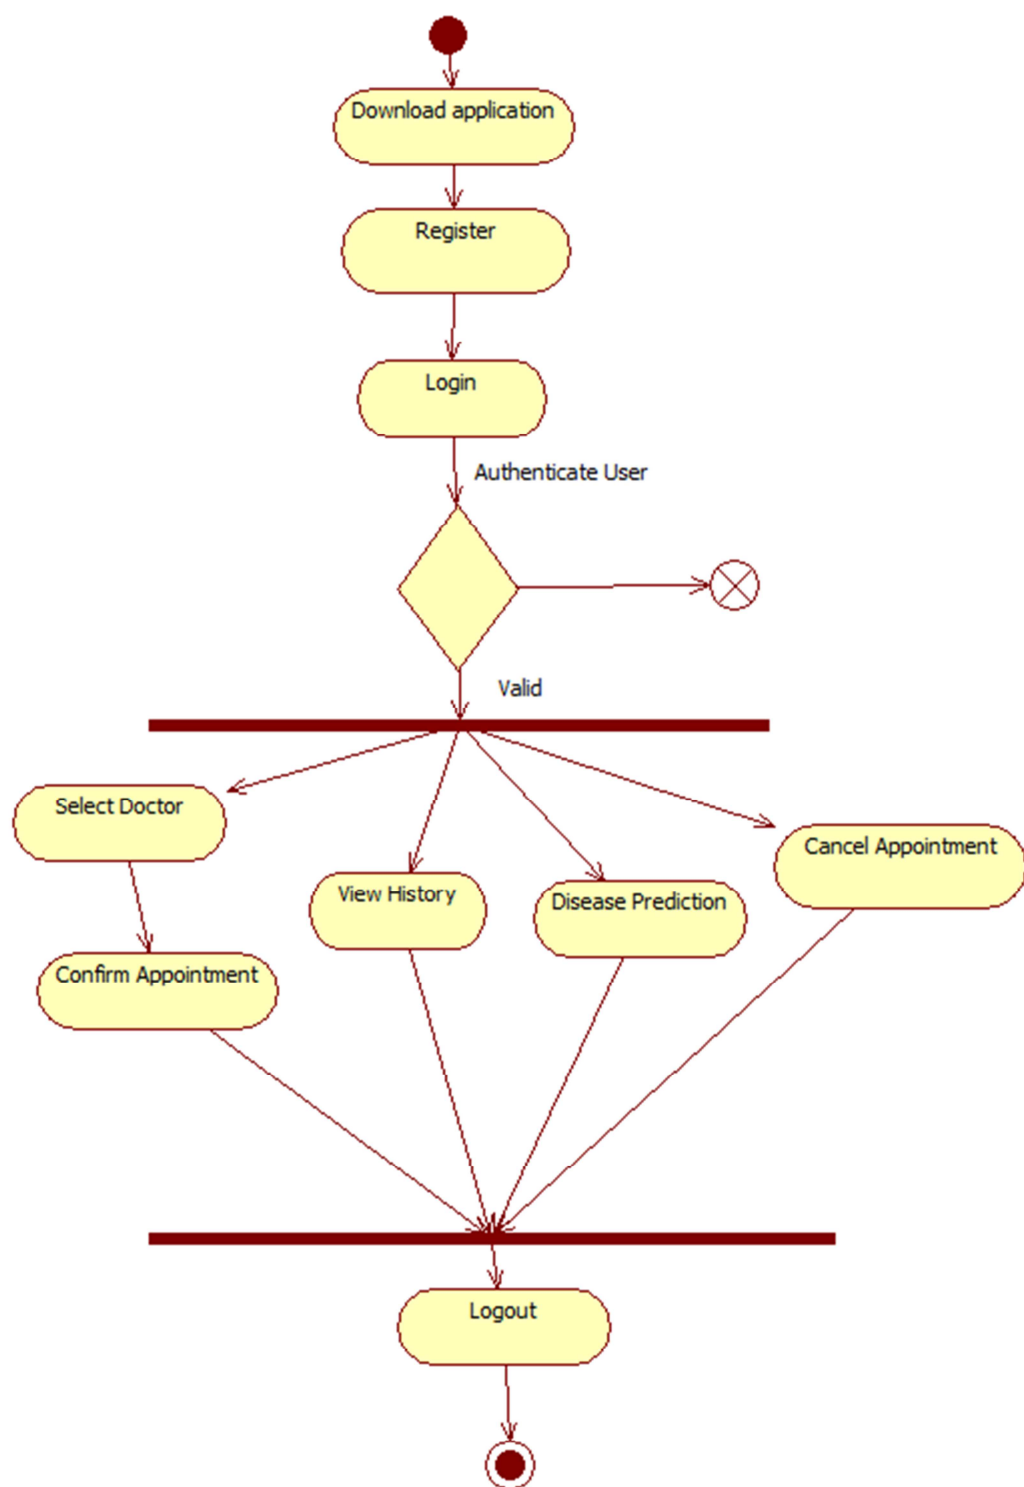 Download application
Register
Login
Authenticate User
Valid
Select Doctor
View History
Disease Prediction
Cancel Appointment
Confirm Appointment
Logout